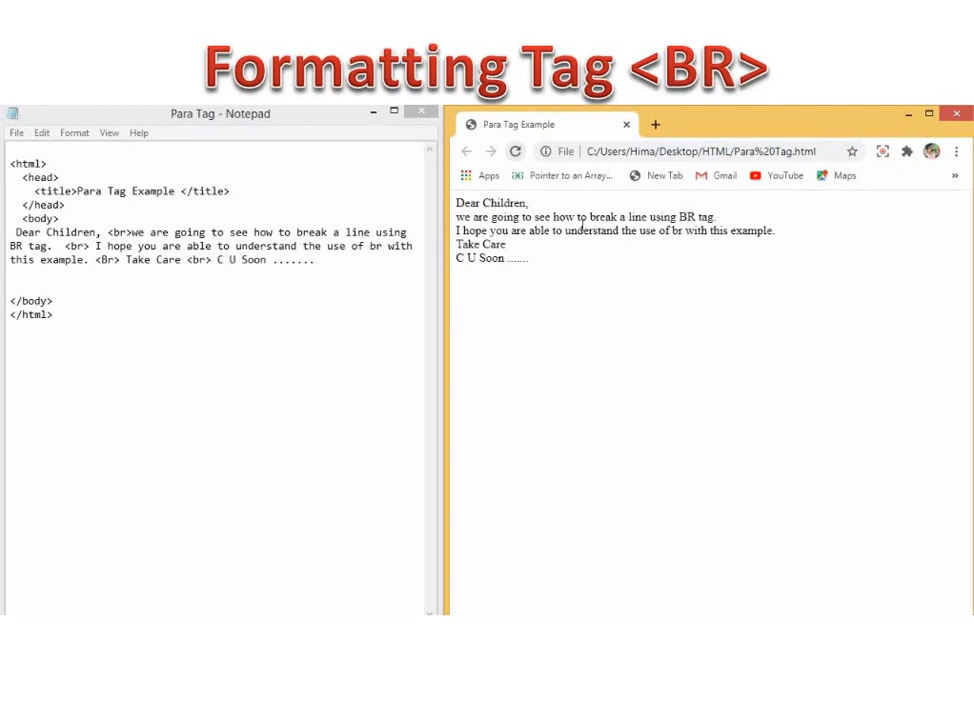 Formatting Tag <BR>
Para Tag - Notepad
File Edit Format View Help
<html>
<head>
<title>Para Tag Example </title>
</head>
<body>
Dear Children, <br>we are going to see how to break a line using
BR tag. <br> I hope you are able to understand the use of br with
this example. <Br> Take Care <br> C U Soon .......
</body>
</html>
Para Tag Example
File C:/Users/Hima/Desktop/HTML/Para%20Tag.html
Apps Pointer to an Array... New Tab Gmail YouTube Maps »
Dear Children,
we are going to see how to break a line using BR tag.
I hope you are able to understand the use of br with this example.
Take Care
C U Soon .......